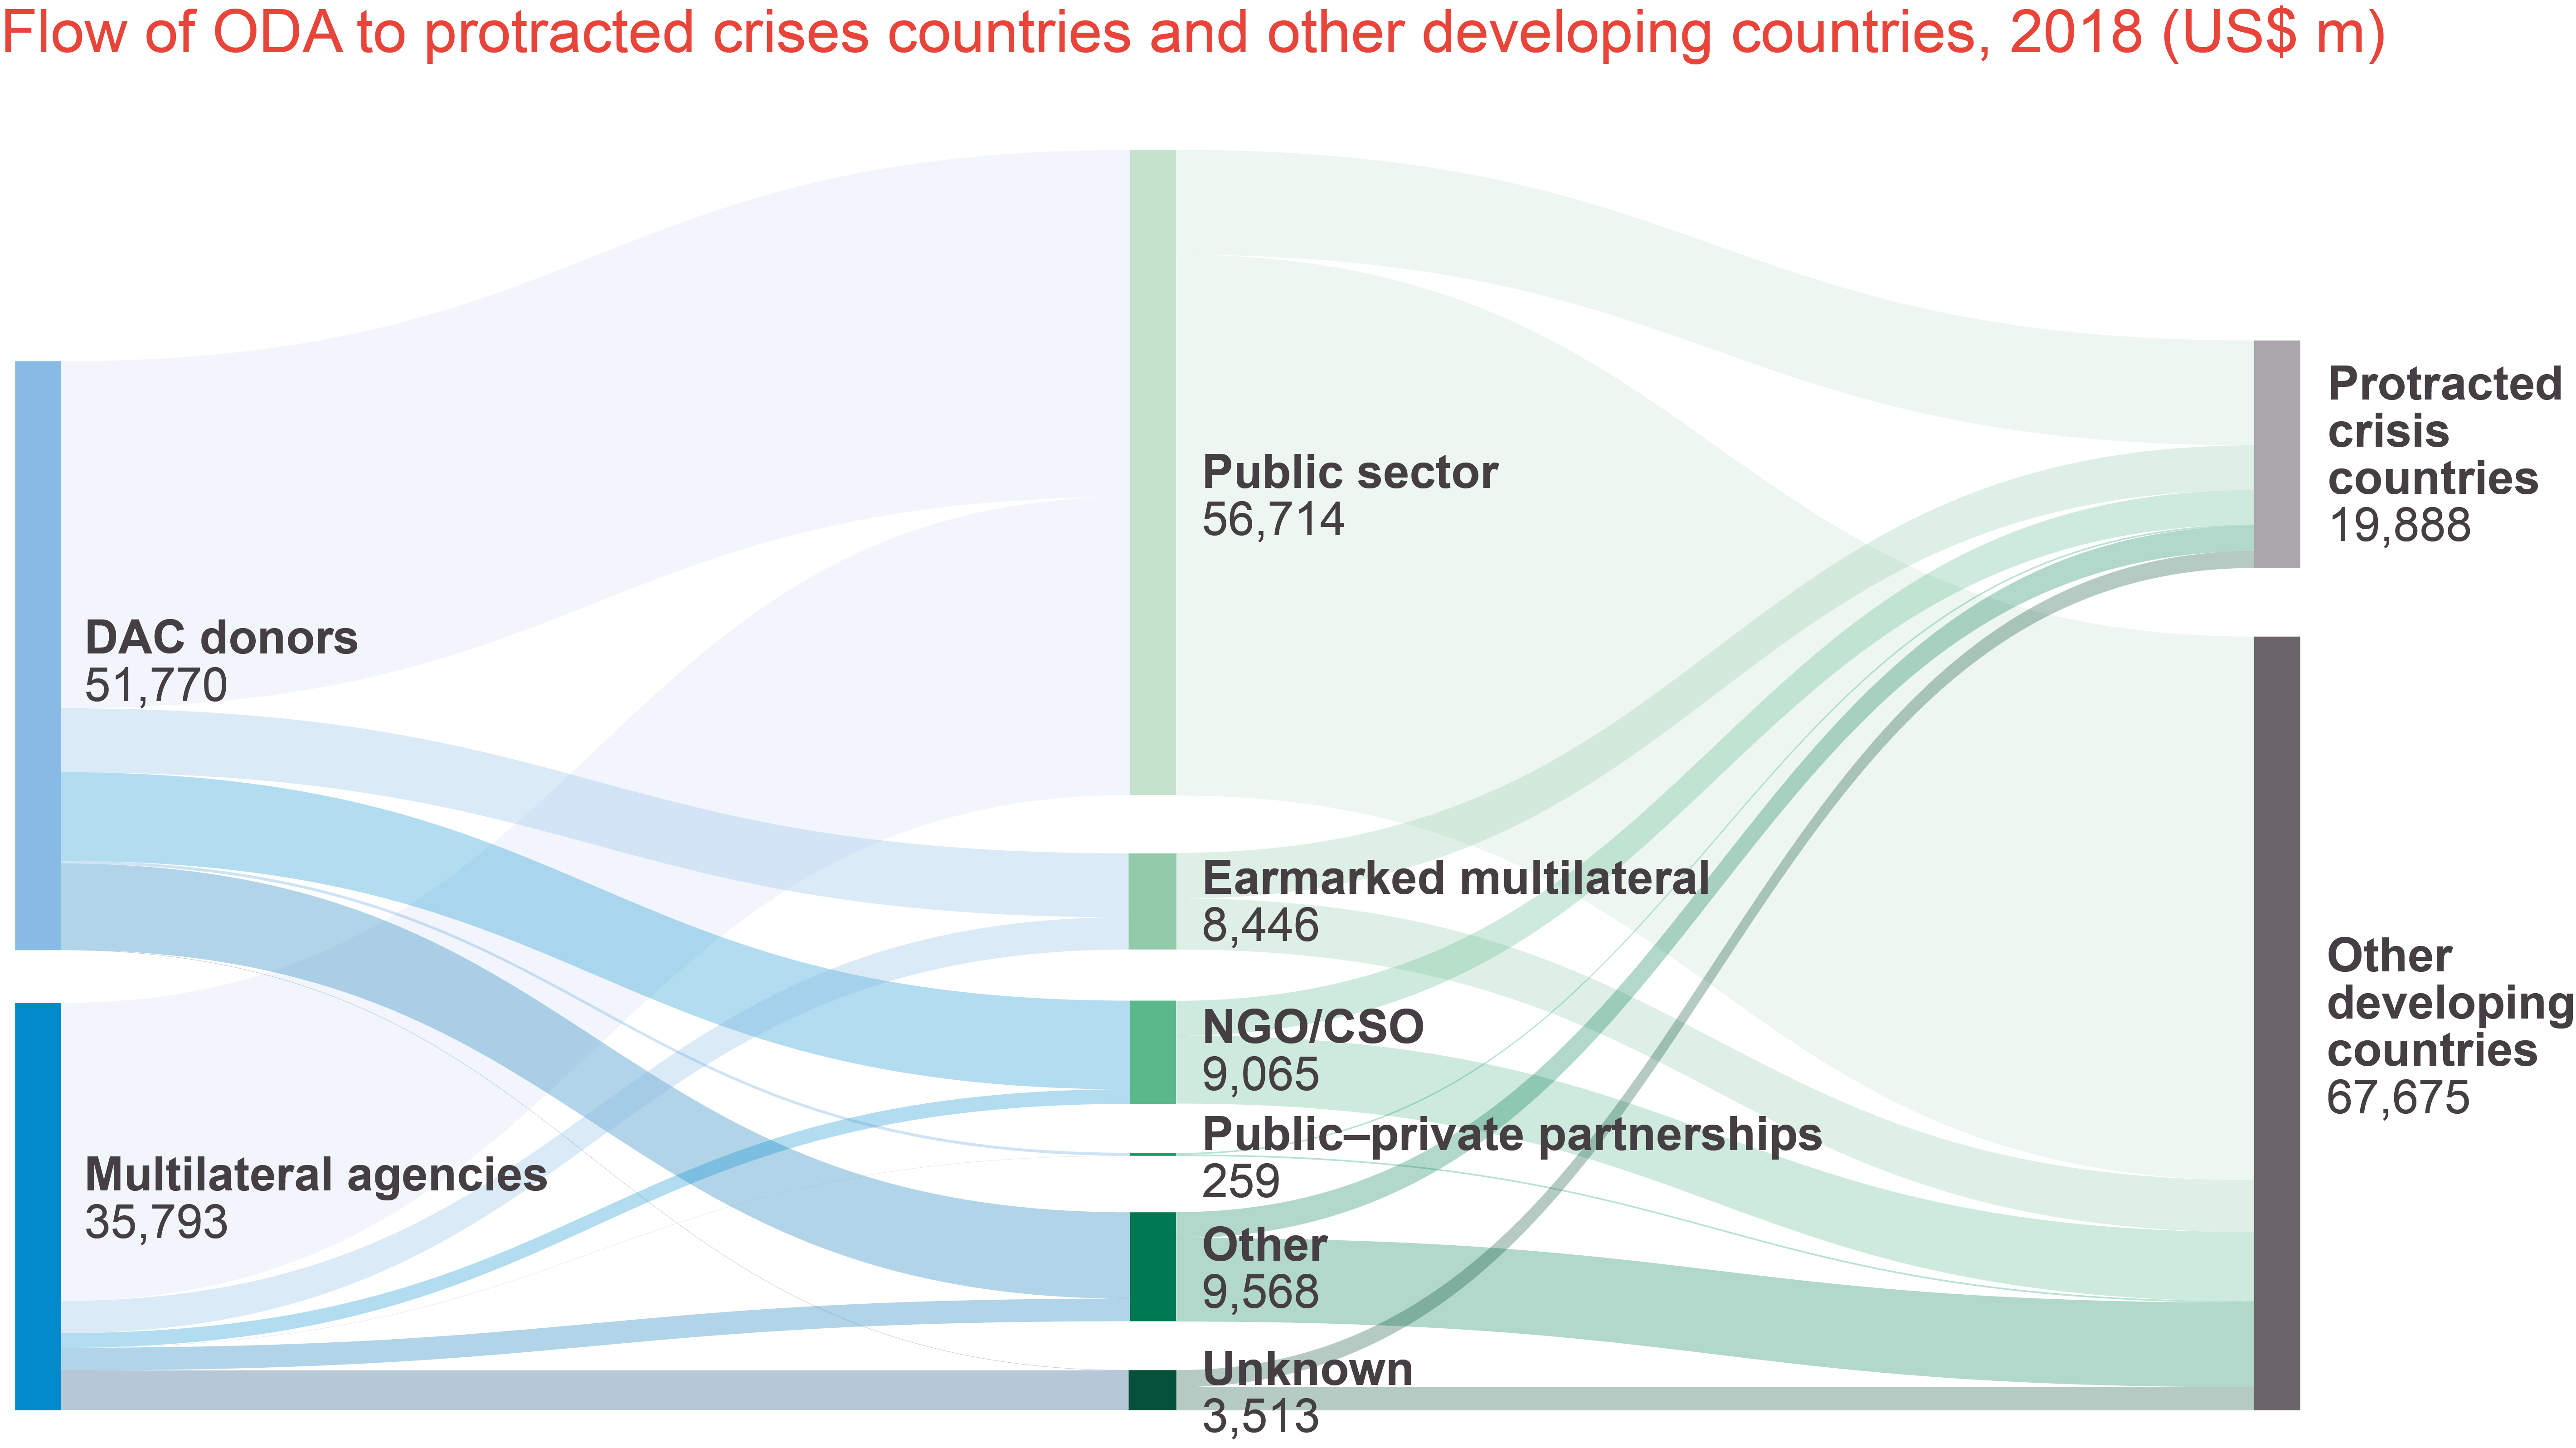 Flow of ODA to protracted crises countries and other developing countries, 2018 (US$ m)
DAC donors
51,770
Multilateral agencies
35,793
Public sector
56,714
Earmarked multilateral
8,446
NGO/CSO
9,065
Public–private partnerships
259
Other
9,568
Unknown
3,513
Protracted
crisis
countries
19,888
Other
developing
countries
67,675